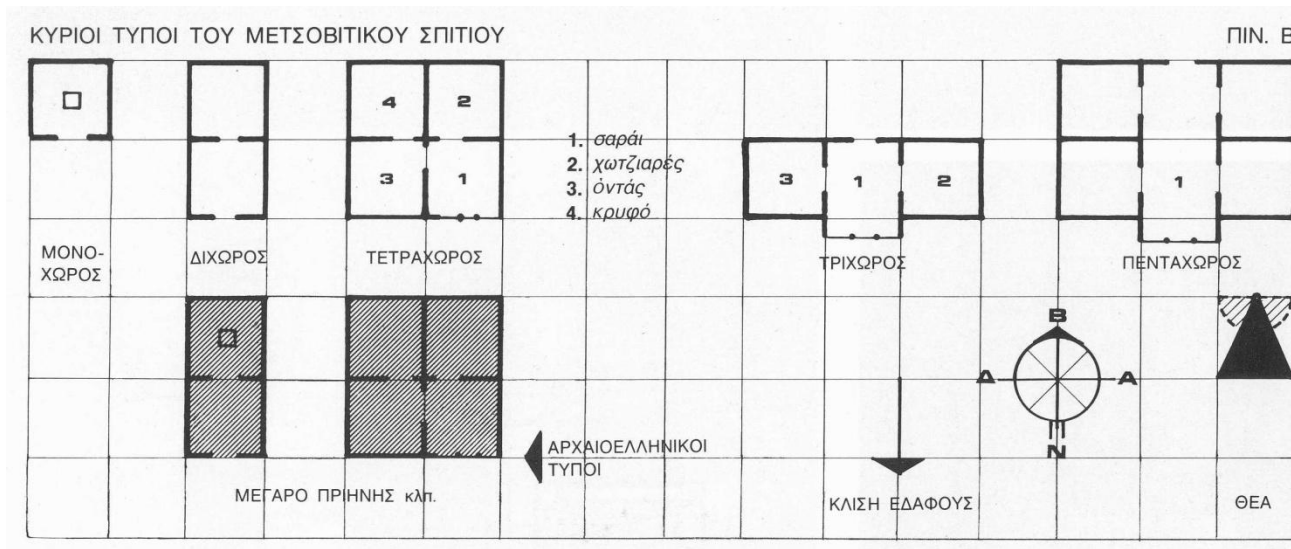 ΚΥΡΙΟΙ ΤΥΠΟΙ ΤΟΥ ΜΕΤΣΟΒΙΤΙΚΟΥ ΣΠΙΤΙΟΥ
ΠΙΝ. Β
4 2
3 1
1. σαράι
2. χωτζιαρές
3. ὀντάς
4. κρυφό
3 1 2
1
ΜΟΝΟ-
ΧΩΡΟΣ
ΔΙΧΩΡΟΣ
ΤΕΤΡΑΧΩΡΟΣ
ΤΡΙΧΩΡΟΣ
ΠΕΝΤΑΧΩΡΟΣ
Β
Δ Α
Ν
ΑΡΧΑΙΟΕΛΛΗΝΙΚΟΙ
ΤΥΠΟΙ
ΜΕΓΑΡΟ ΠΡΙΗΝΗΣ κλπ.
ΚΛΙΣΗ ΕΔΑΦΟΥΣ
ΘΕΑ